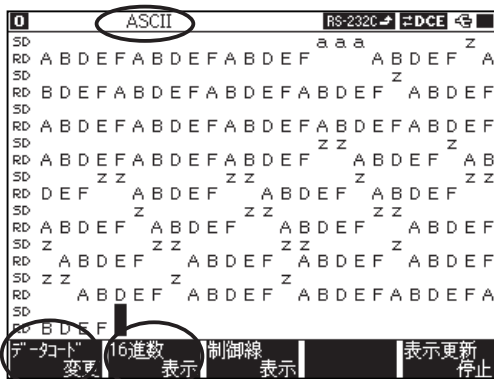 0 ASCII RS-232C DCE
SD a a a z
RD A B D E F A B D E F A B D E F A B D E F A
SD z
RD B D E F A B D E F A B D E F A B D E F A B D E F
SD
RD A B D E F A B D E F A B D E F A B D E F A B D E F
SD z z z
RD A B D E F A B D E F A B D E F A B D E F A B
SD z z z z z z z
RD D E F A B D E F A B D E F A B D E F
SD z z z z z
RD A B D E F A B D E F A B D E F A B D E F
SD z z z z z z
RD A B D E F A B D E F A B D E F A B D E F
SD z z z z
RD A B D E F A B D E F A B D E F A B D E F A
SD
RD B D E F
データコード 16進数 制御線 表示更新
変更 表示 表示 停止